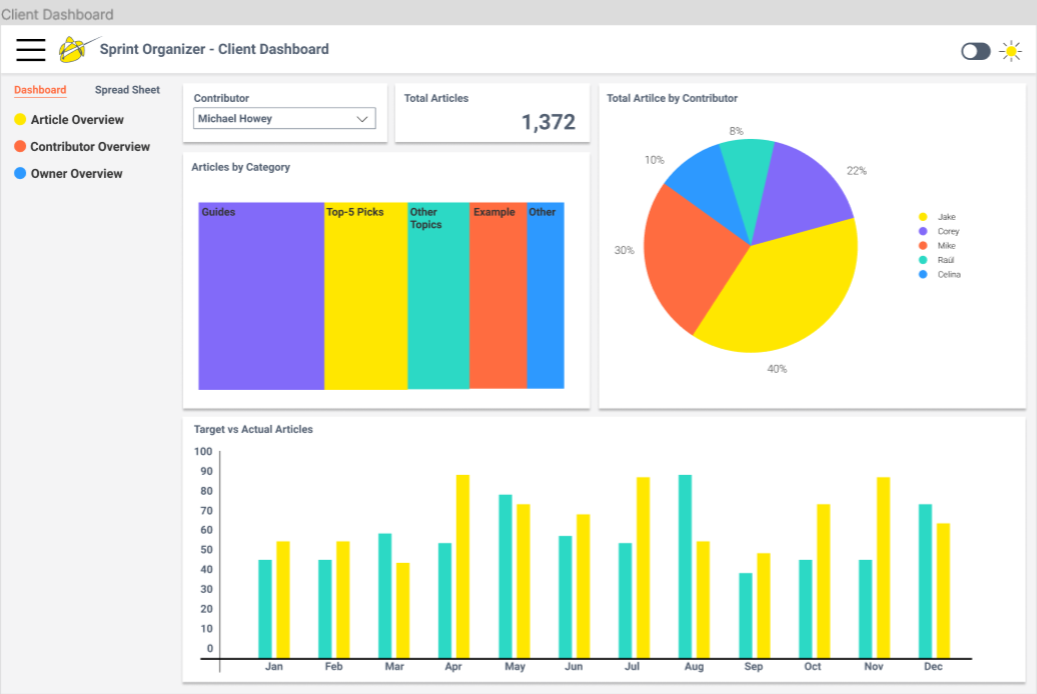 Client Dashboard
Sprint Organizer - Client Dashboard
Dashboard
Spread Sheet
Article Overview
Contributor Overview
Owner Overview
Contributor
Michael Howey
Total Articles
1,372
Articles by Category
Guides
Top-5 Picks
Other
Topics
Example
Other
Total Artilce by Contributor
8%
10%
22%
30%
40%
Jake
Corey
Mike
Raúl
Celina
Target vs Actual Articles
100
90
80
70
60
50
40
30
20
10
0
Jan
Feb
Mar
Apr
May
Jun
Jul
Aug
Sep
Oct
Nov
Dec